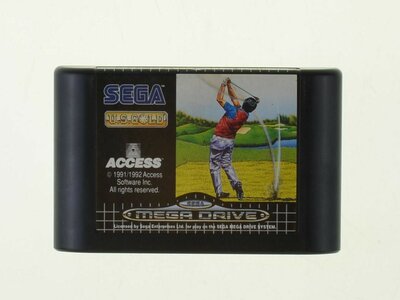 SEGA
U.S. GOLD
ACCESS
© 1991/1992 Access
Software Inc.
All rights reserved.
SEGA
MEGA DRIVE
Licensed by Sega Enterprises Ltd. for play on the SEGA MEGA DRIVE SYSTEM.